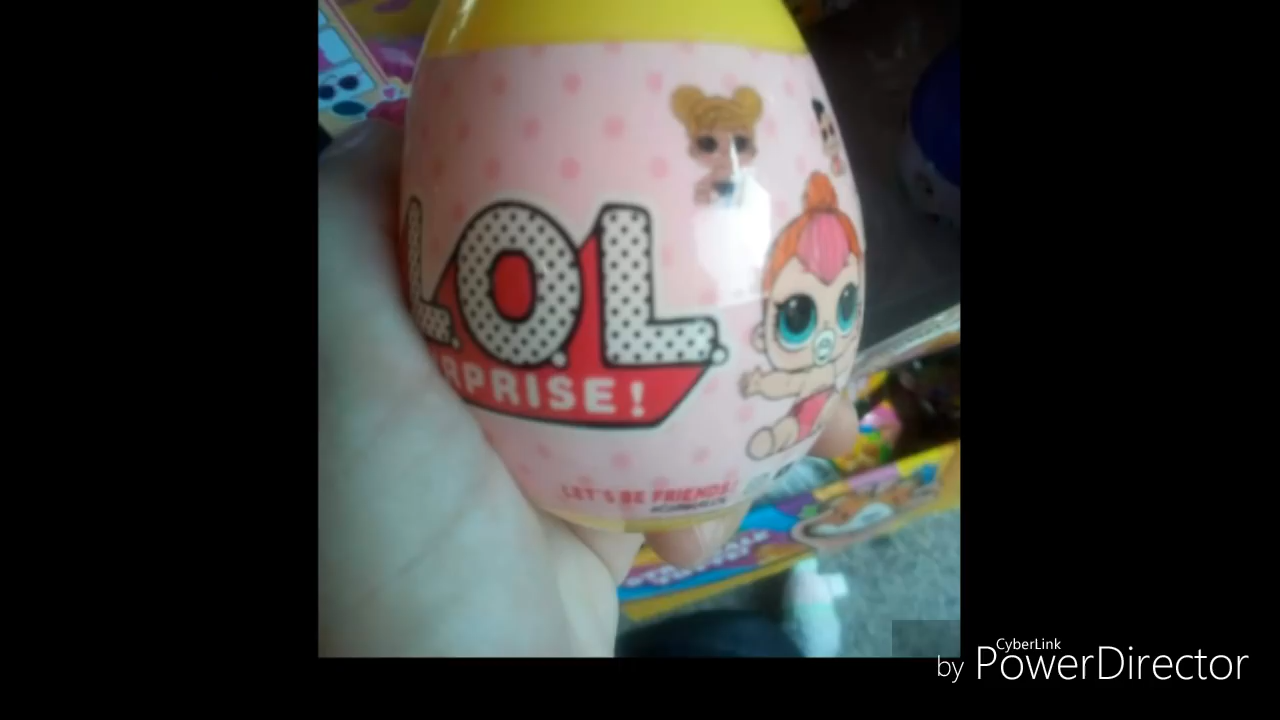 L.O.L.
RPRISE!
LET'S BE FRIENDS!
CyberLink
by PowerDirector